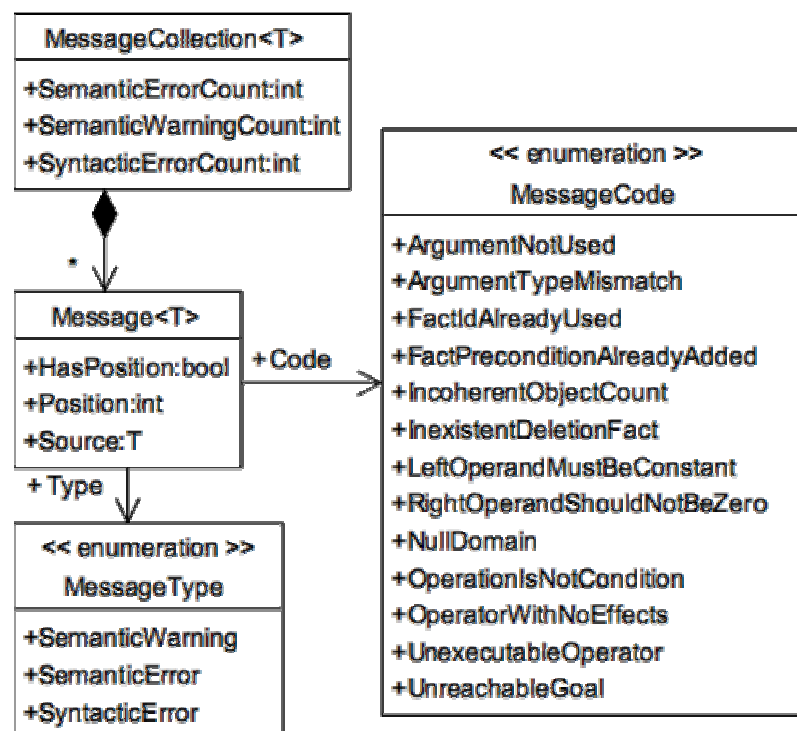 MessageCollection<T>
+SemanticErrorCount:int
+SemanticWarningCount:int
+SyntacticErrorCount:int
*
Message<T>
+HasPosition:bool
+Position:int
+Source:T
+Code
+Type
<< enumeration >>
MessageType
+SemanticWarning
+SemanticError
+SyntacticError
<< enumeration >>
MessageCode
+ArgumentNotUsed
+ArgumentTypeMismatch
+FactIdAlreadyUsed
+FactPreconditionAlreadyAdded
+IncoherentObjectCount
+InexistentDeletionFact
+LeftOperandMustBeConstant
+RightOperandShouldNotBeZero
+NullDomain
+OperationIsNotCondition
+OperatorWithNoEffects
+UnexecutableOperator
+UnreachableGoal